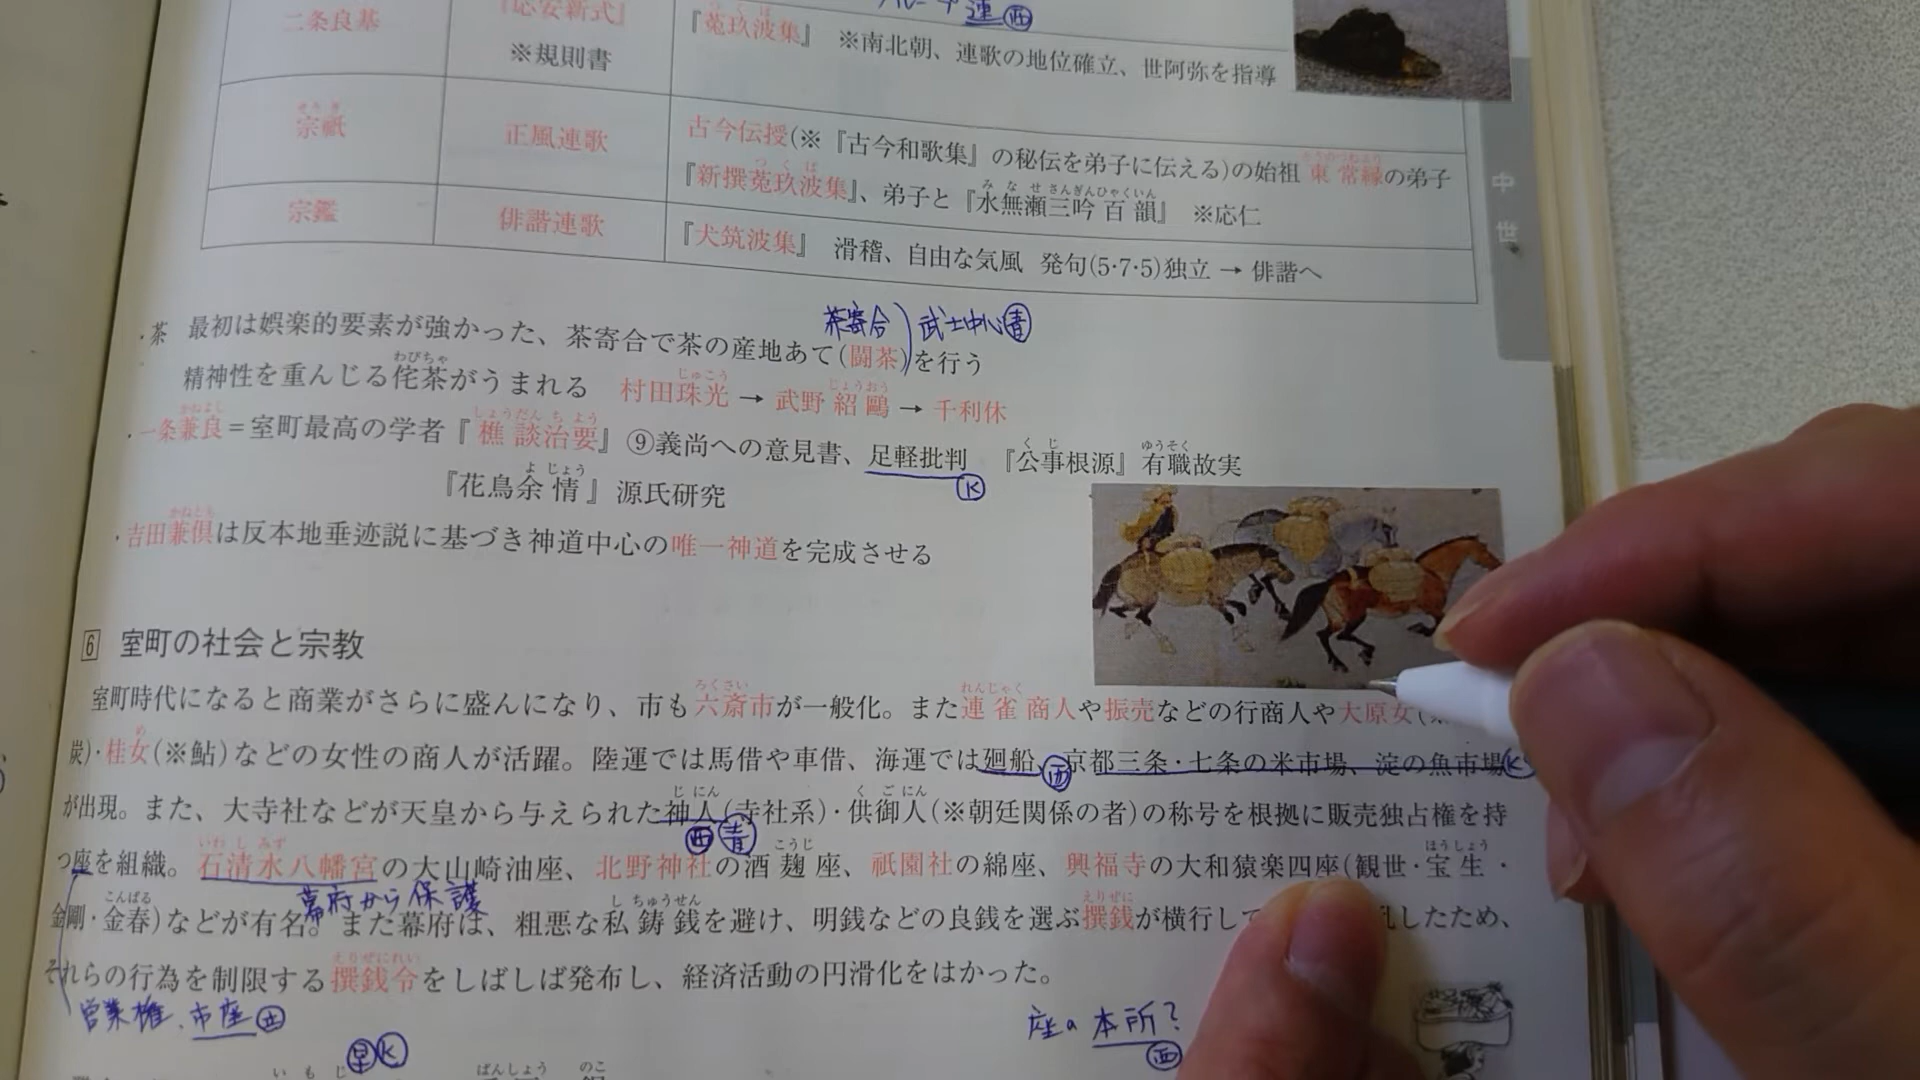 二条良基 『応安新式』 ※規則書 『菟玖波集』 ※南北朝、連歌の地位確立、世阿弥を指導
連 西
宗祇 正風連歌 古今伝授(※『古今和歌集』の秘伝を弟子に伝える)の始祖 東常縁の弟子
『新撰菟玖波集』、弟子と『水無瀬三吟百韻』 ※応仁
宗鑑 俳諧連歌 『犬筑波集』 滑稽、自由な気風 発句(5・7・5)独立 → 俳諧へ
中世
茶寄合 武士中心 青
・茶 最初は娯楽的要素が強かった、茶寄合で茶の産地あて(闘茶)を行う
精神性を重んじる侘茶がうまれる 村田珠光 → 武野紹鷗 → 千利休
・一条兼良=室町最高の学者『樵談治要』⑨義尚への意見書、足軽批判 『公事根源』有職故実
K
『花鳥余情』源氏研究
・吉田兼倶は反本地垂迹説に基づき神道中心の唯一神道を完成させる
6 室町の社会と宗教
室町時代になると商業がさらに盛んになり、市も六斎市が一般化。また連雀商人や振売などの行商人や大原女(
炭)・桂女(※鮎)などの女性の商人が活躍。陸運では馬借や車借、海運では廻船、京都三条・七条の米市場、淀の魚市場
K
が出現。また、大寺社などが天皇から与えられた神人(寺社系)・供御人(※朝廷関係の者)の称号を根拠に販売独占権を持
西 青
つ座を組織。石清水八幡宮の大山崎油座、北野神社の酒麹座、祇園社の綿座、興福寺の大和猿楽四座(観世・宝生・
幕府から保護
金剛・金春)などが有名。また幕府は、粗悪な私鋳銭を避け、明銭などの良銭を選ぶ撰銭が横行して 乱したため、
それらの行為を制限する撰銭令をしばしば発布し、経済活動の円滑化をはかった。
営業権、市座
座の本所?
西
早 K